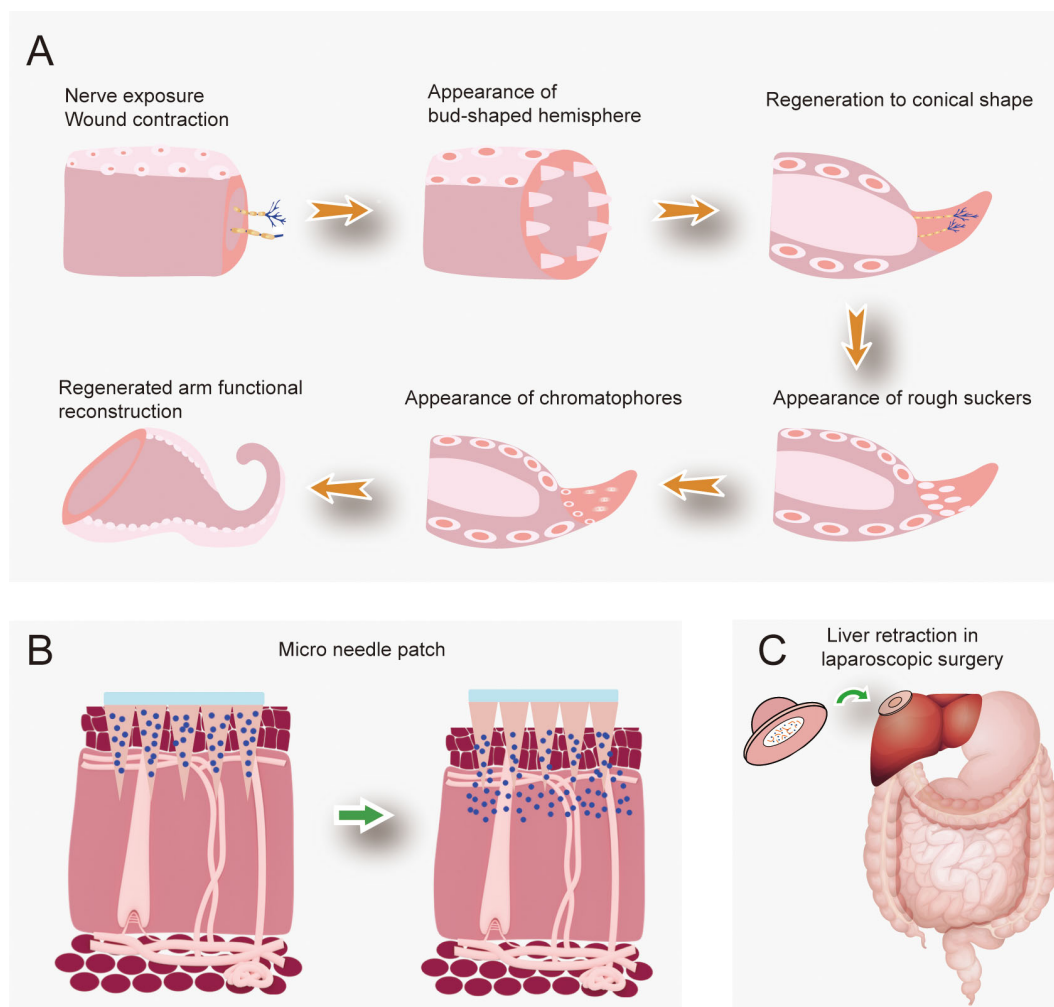 A
Nerve exposure
Wound contraction
Appearance of
bud-shaped hemisphere
Regeneration to conical shape
Regenerated arm functional
reconstruction
Appearance of chromatophores
Appearance of rough suckers
B
Micro needle patch
C
Liver retraction in
laparoscopic surgery